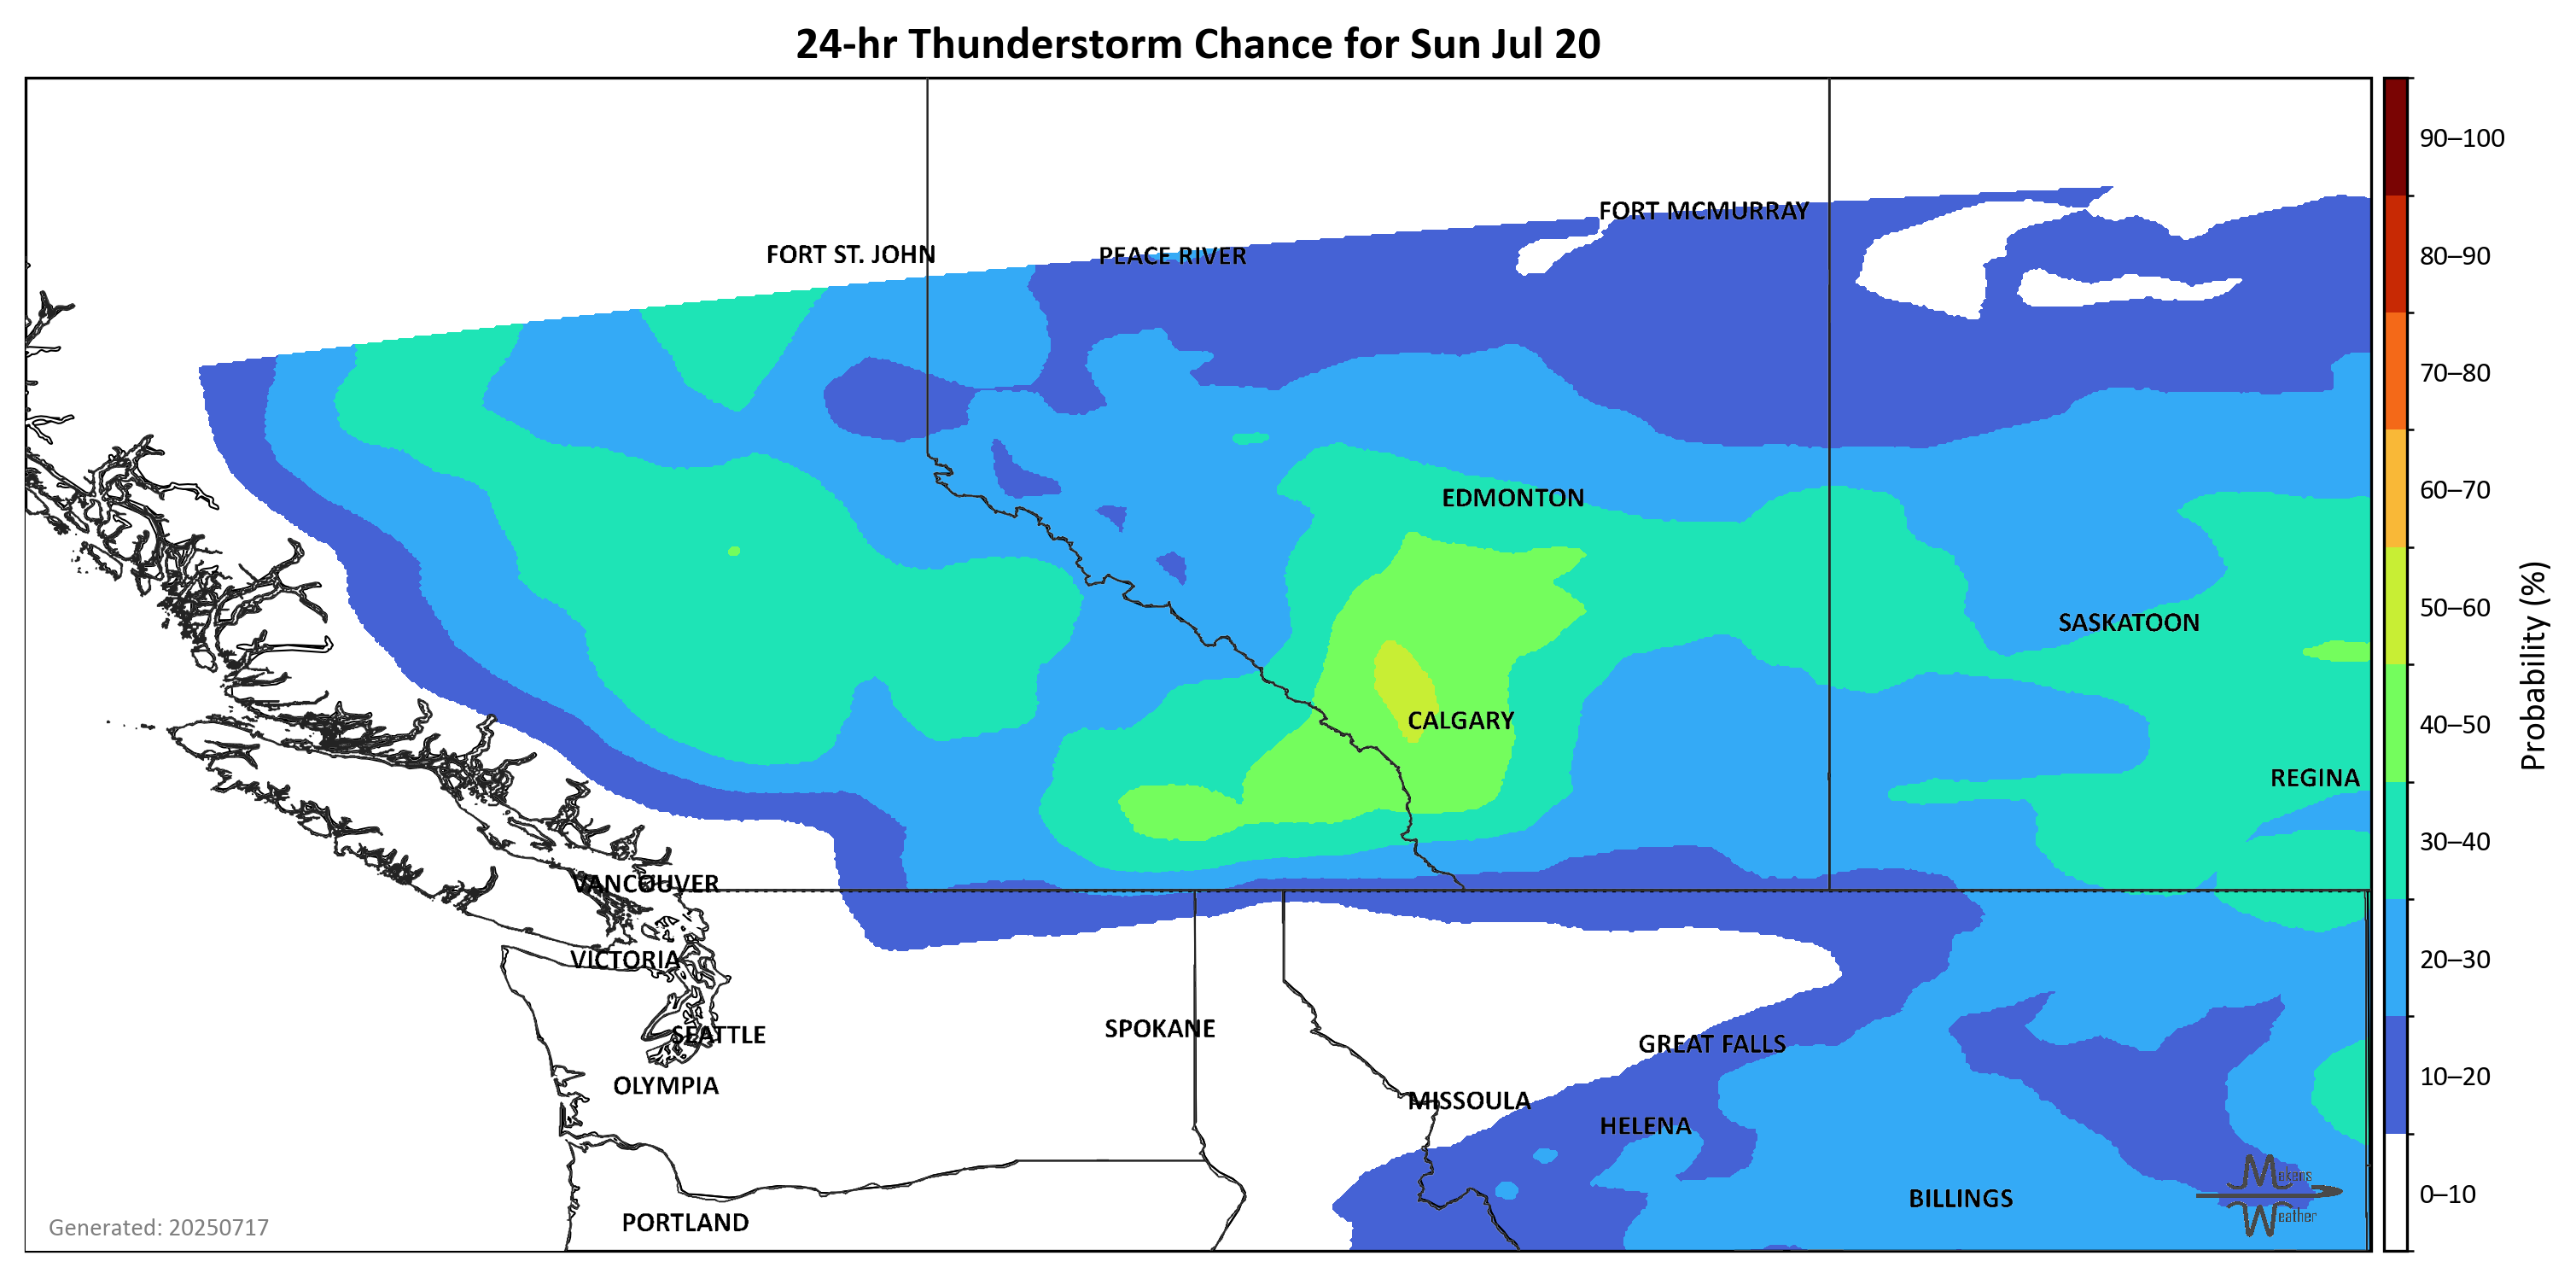 24-hr Thunderstorm Chance for Sun Jul 20
90–100
FORT MCMURRAY
FORT ST. JOHN
PEACE RIVER
80–90
70–80
60–70
EDMONTON
50–60
SASKATOON
Probability (%)
CALGARY
40–50
REGINA
30–40
VANCOUVER
VICTORIA
20–30
SPOKANE
SEATTLE
GREAT FALLS
10–20
OLYMPIA
MISSOULA
HELENA
Mekens
0–10
BILLINGS
Weather
PORTLAND
Generated: 20250717